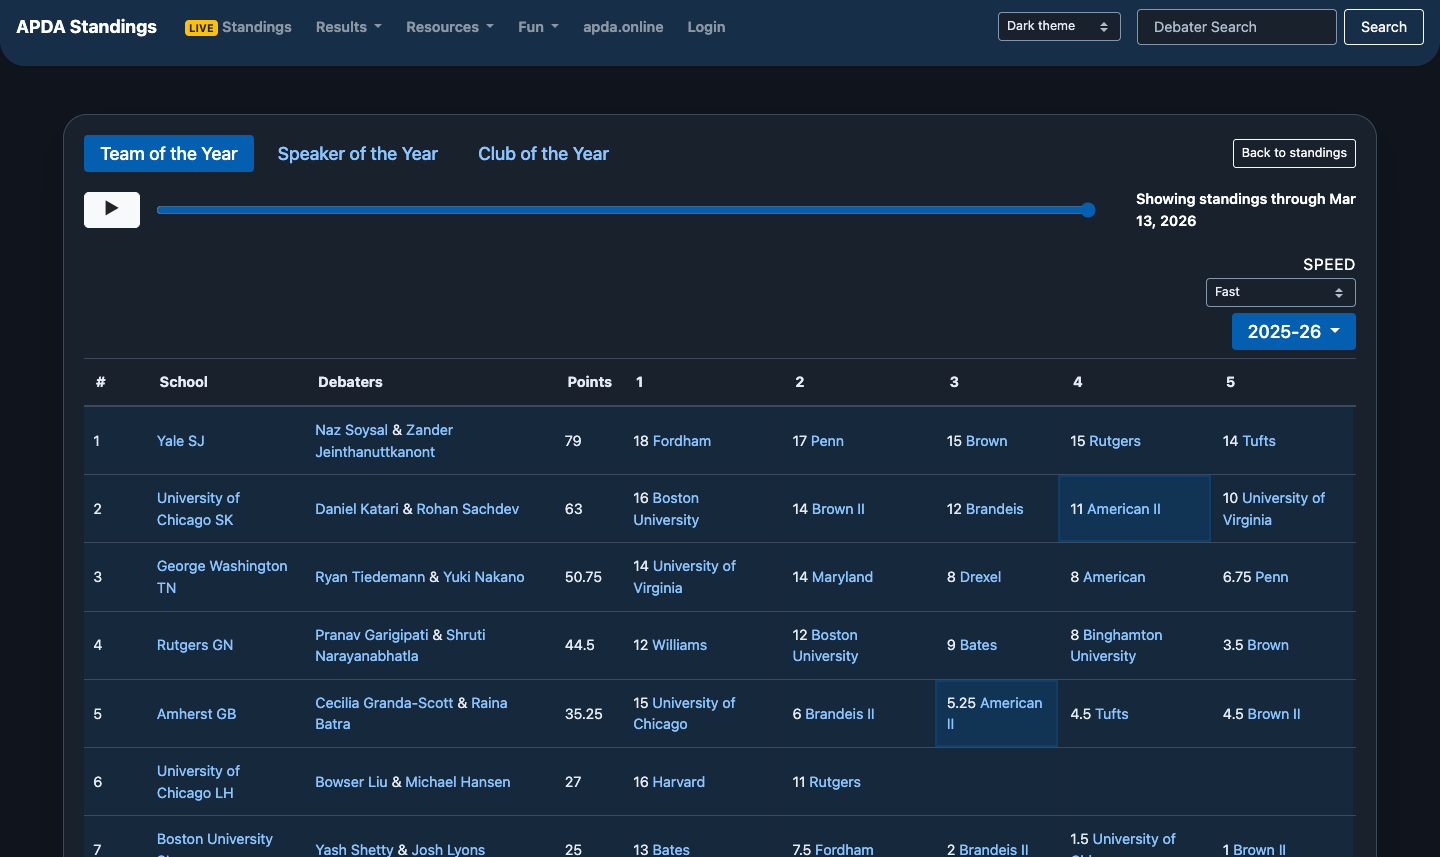 APDA Standings LIVE Standings Results Resources Fun apda.online Login Dark theme Debater Search Search
Team of the Year Speaker of the Year Club of the Year Back to standings
Showing standings through Mar
13, 2026
SPEED
Fast
2025-26
# School Debaters Points 1 2 3 4 5
1 Yale SJ Naz Soysal & Zander
Jeinthanuttkanont 79 18 Fordham 17 Penn 15 Brown 15 Rutgers 14 Tufts
2 University of
Chicago SK Daniel Katari & Rohan Sachdev 63 16 Boston
University 14 Brown II 12 Brandeis 11 American II 10 University of
Virginia
3 George Washington
TN Ryan Tiedemann & Yuki Nakano 50.75 14 University of
Virginia 14 Maryland 8 Drexel 8 American 6.75 Penn
4 Rutgers GN Pranav Garigipati & Shruti
Narayanabhatla 44.5 12 Williams 12 Boston
University 9 Bates 8 Binghamton
University 3.5 Brown
5 Amherst GB Cecilia Granda-Scott & Raina
Batra 35.25 15 University of
Chicago 6 Brandeis II 5.25 American
II 4.5 Tufts 4.5 Brown II
6 University of
Chicago LH Bowser Liu & Michael Hansen 27 16 Harvard 11 Rutgers
7 Boston University
Yash Shetty & Josh Lyons 25 13 Bates 7.5 Fordham 2 Brandeis II 1.5 University of
1 Brown II